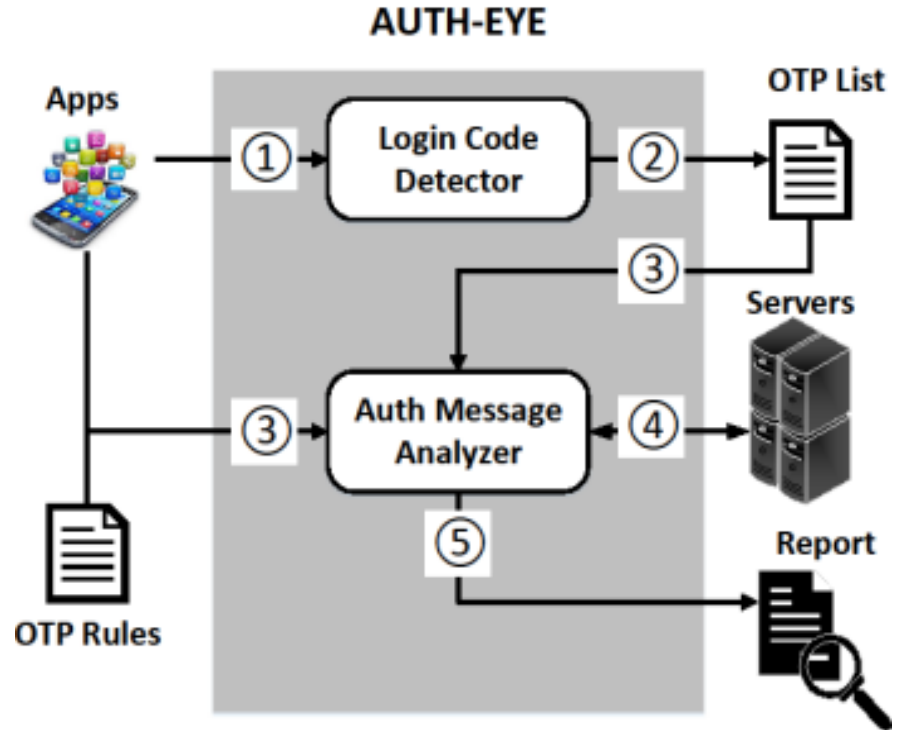 AUTH-EYE
Apps
OTP List
①
Login Code
Detector
②
③
Servers
③
Auth Message
Analyzer
④
⑤
Report
OTP Rules